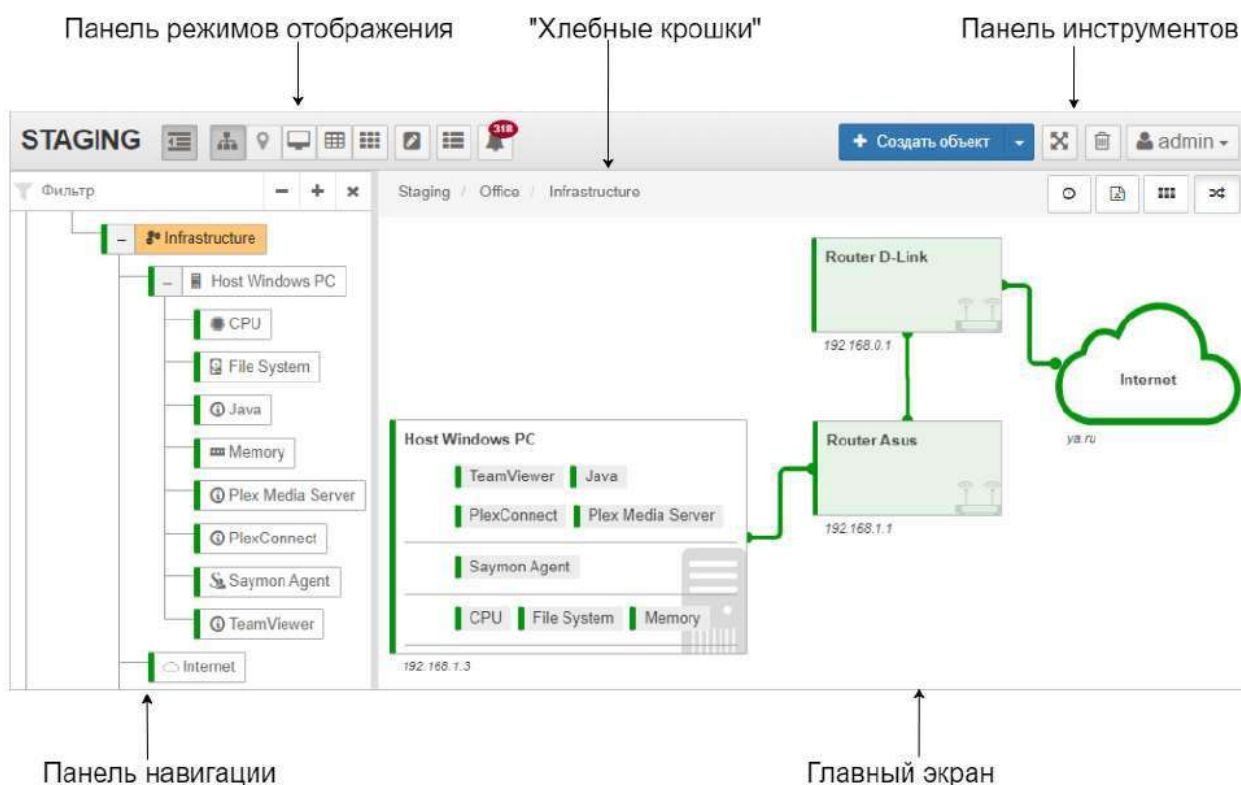 Панель режимов отображения
"Хлебные крошки"
Панель инструментов
STAGING
318
Создать объект
admin
Фильтр
Staging / Office / Infrastructure
Infrastructure
Host Windows PC
CPU
File System
Java
Memory
Plex Media Server
PlexConnect
Saymon Agent
TeamViewer
Internet
Router D-Link
192.168.0.1
Internet
ya.ru
Host Windows PC
TeamViewer Java
PlexConnect Plex Media Server
Saymon Agent
CPU File System Memory
192.168.1.3
Router Asus
192.168.1.1
Панель навигации
Главный экран